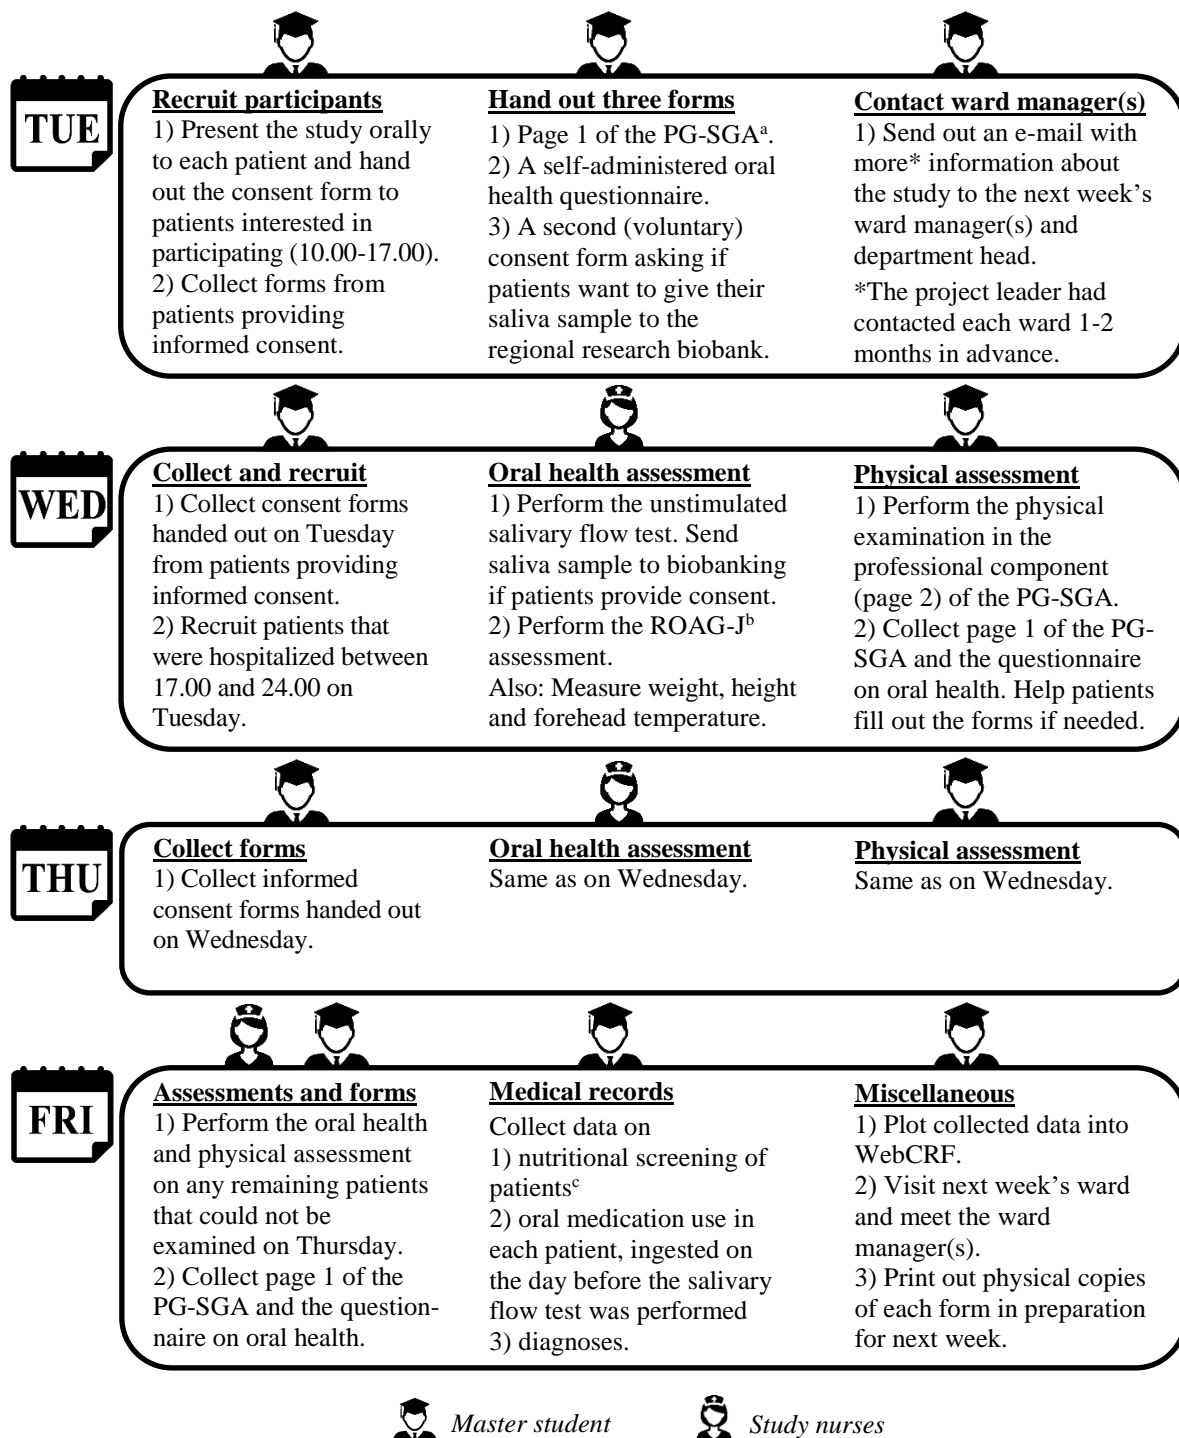 TUE
Recruit participants
1) Present the study orally
to each patient and hand
out the consent form to
patients interested in
participating (10.00-17.00).
2) Collect forms from
patients providing
informed consent.
Hand out three forms
1) Page 1 of the PG-SGAᵃ.
2) A self-administered oral
health questionnaire.
3) A second (voluntary)
consent form asking if
patients want to give their
saliva sample to the
regional research biobank.
Contact ward manager(s)
1) Send out an e-mail with
more* information about
the study to the next week’s
ward manager(s) and
department head.
*The project leader had
contacted each ward 1-2
months in advance.
WED
Collect and recruit
1) Collect consent forms
handed out on Tuesday
from patients providing
informed consent.
2) Recruit patients that
were hospitalized between
17.00 and 24.00 on
Tuesday.
Oral health assessment
1) Perform the unstimulated
salivary flow test. Send
saliva sample to biobanking
if patients provide consent.
2) Perform the ROAG-Jᵇ
assessment.
Also: Measure weight, height
and forehead temperature.
Physical assessment
1) Perform the physical
examination in the
professional component
(page 2) of the PG-SGA.
2) Collect page 1 of the PG-
SGA and the questionnaire
on oral health. Help patients
fill out the forms if needed.
THU
Collect forms
1) Collect informed
consent forms handed out
on Wednesday.
Oral health assessment
Same as on Wednesday.
Physical assessment
Same as on Wednesday.
FRI
Assessments and forms
1) Perform the oral health
and physical assessment
on any remaining patients
that could not be
examined on Thursday.
2) Collect page 1 of the
PG-SGA and the question-
naire on oral health.
Medical records
Collect data on
1) nutritional screening of
patientsᶜ
2) oral medication use in
each patient, ingested on
the day before the salivary
flow test was performed
3) diagnoses.
Miscellaneous
1) Plot collected data into
WebCRF.
2) Visit next week’s ward
and meet the ward
manager(s).
3) Print out physical copies
of each form in preparation
for next week.
Master student
Study nurses